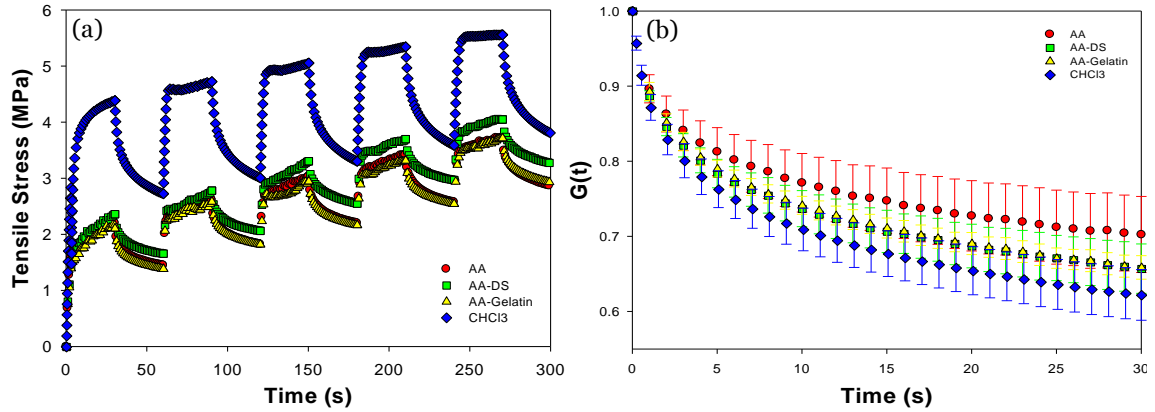 (a)
Tensile Stress (MPa)
6
5
4
3
2
1
0
AA
AA-DS
AA-Gelatin
CHCl3
0 50 100 150 200 250 300
Time (s)
(b)
G(t)
1.0
0.9
0.8
0.7
0.6
AA
AA-DS
AA-Gelatin
CHCl3
0 5 10 15 20 25 30
Time (s)